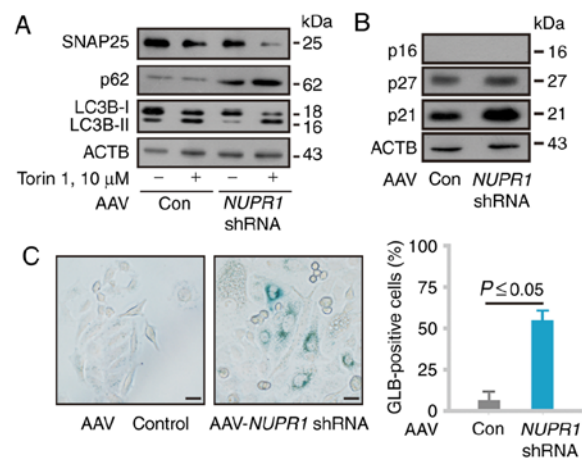 A
kDa
SNAP25
25
p62
62
LC3B-I
18
LC3B-II
16
ACTB
43
Torin 1, 10 μM
− + − +
AAV Con NUPR1
shRNA
B
kDa
p16
16
p27
27
p21
21
ACTB
43
AAV Con NUPR1
shRNA
C
AAV Control
AAV-NUPR1 shRNA
GLB-positive cells (%)
100
75
50
25
0
P ≤ 0.05
AAV Con NUPR1
shRNA